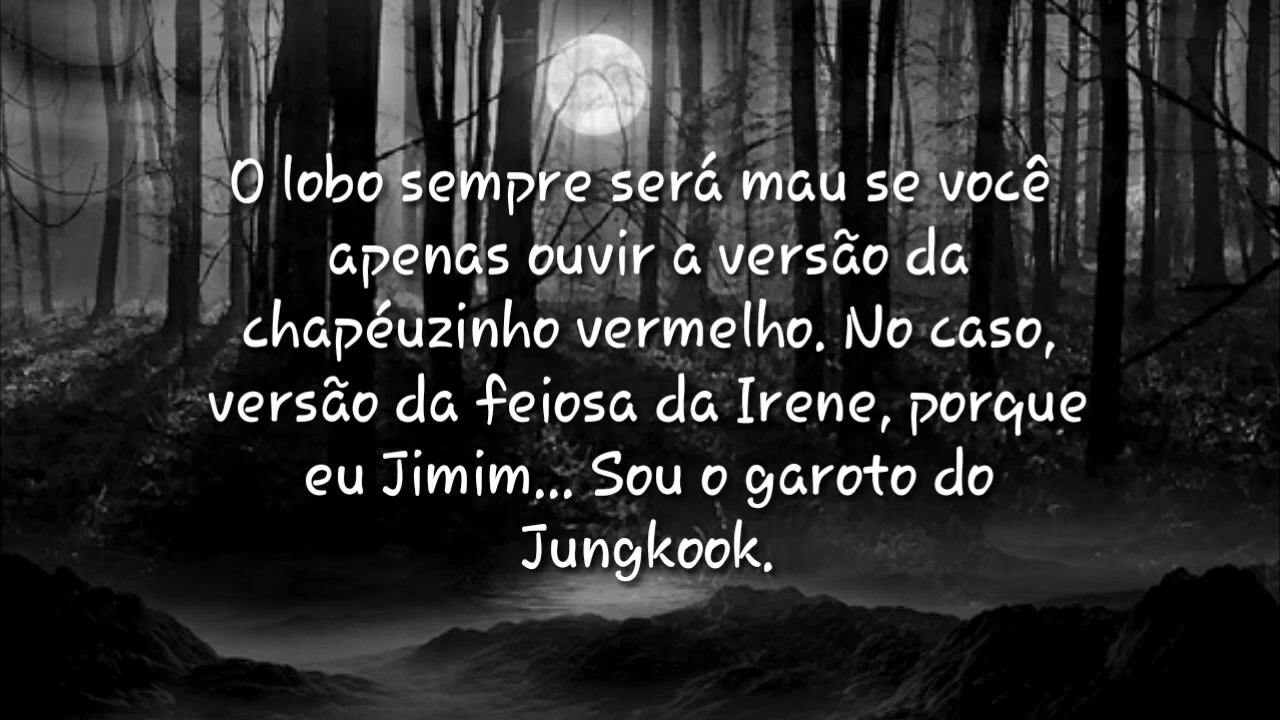 O lobo sempre será mau se você
apenas ouvir a versão da
chapéuzinho vermelho. No caso,
versão da feiosa da Irene, porque
eu Jimim... Sou o garoto do
Jungkook.